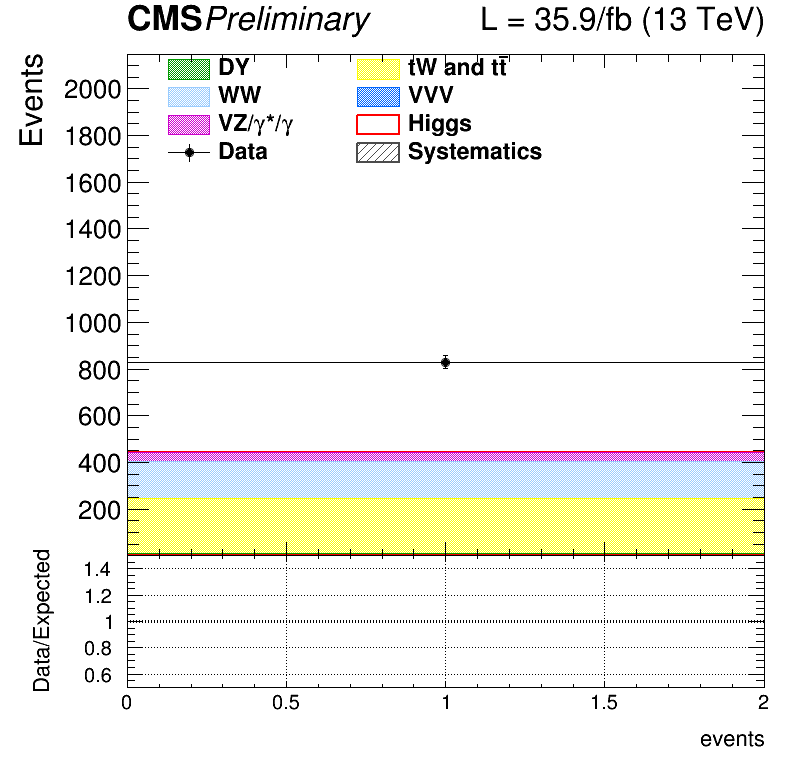 CMS Preliminary L = 35.9/fb (13 TeV)
Events
DY tW and tt̄
WW VVV
VZ/γ*/γ Higgs
Data Systematics
2000
1800
1600
1400
1200
1000
800
600
400
200
Data/Expected
1.4
1.2
1
0.8
0.6
0 0.5 1 1.5 2
events